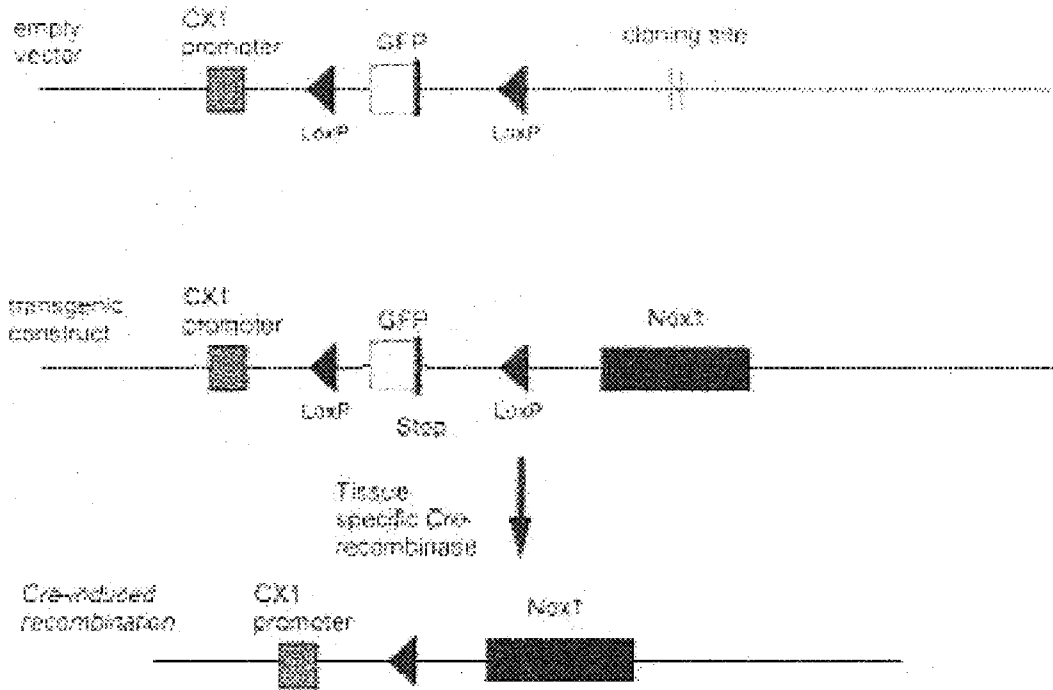 empty
vector
CX1
promoter
GFP
cloning site
LoxP
LoxP
transgenic
construct
CX1
promoter
GFP
Nox1
LoxP
Stop
LoxP
Tissue
specific Cre-
recombinase
Cre-induced
recombination
CX1
promoter
Nox1